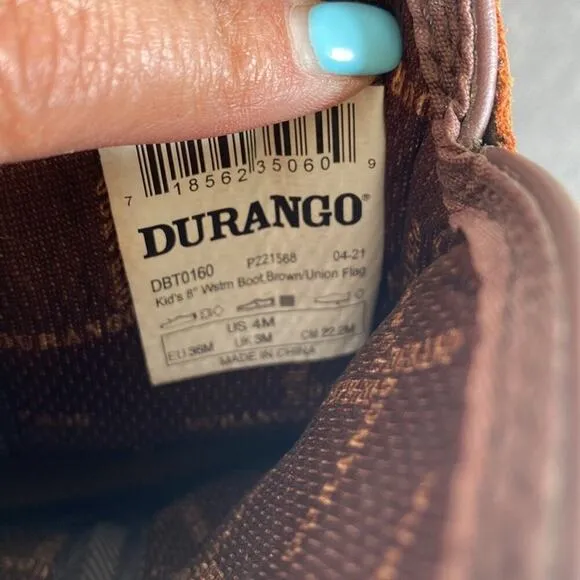 7 18562 35060 9
DURANGO®
DBT0160 P221568 04-21
Kid's 8" Wstrn Boot,Brown/Union Flag
US 4M
EU 36M UK 3M CM 22.2M
MADE IN CHINA
DURANGO